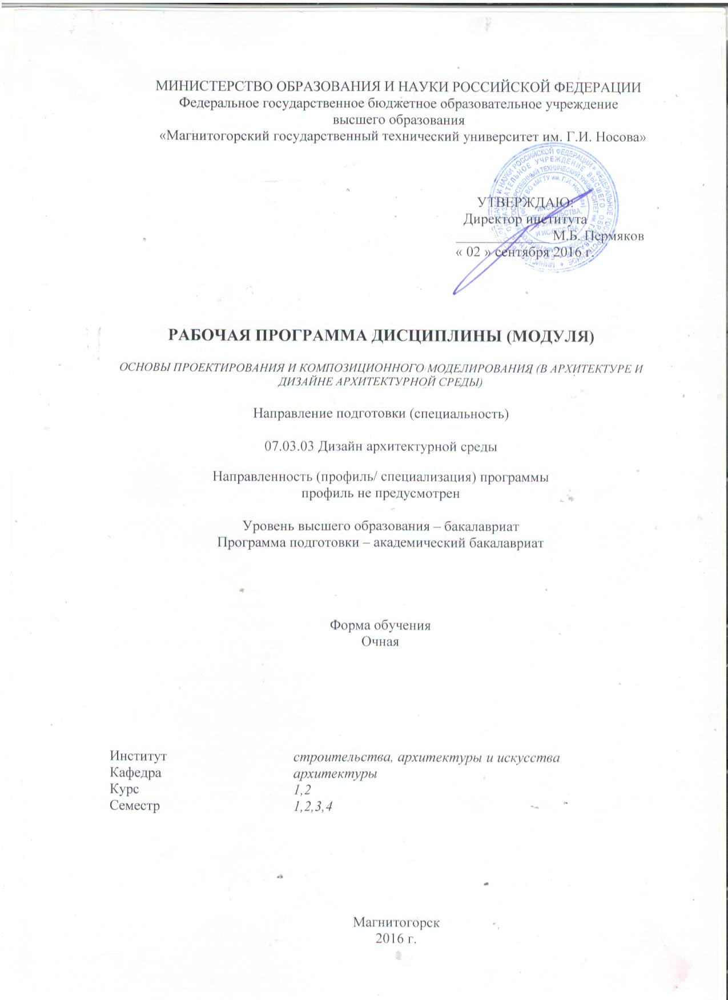 МИНИСТЕРСТВО ОБРАЗОВАНИЯ И НАУКИ РОССИЙСКОЙ ФЕДЕРАЦИИ
Федеральное государственное бюджетное образовательное учреждение
высшего образования
«Магнитогорский государственный технический университет им. Г.И. Носова»
УТВЕРЖДАЮ:
Директор института
_____________ М.Б. Пермяков
« 02 » сентября 2016 г.
РАБОЧАЯ ПРОГРАММА ДИСЦИПЛИНЫ (МОДУЛЯ)
ОСНОВЫ ПРОЕКТИРОВАНИЯ И КОМПОЗИЦИОННОГО МОДЕЛИРОВАНИЯ (В АРХИТЕКТУРЕ И
ДИЗАЙНЕ АРХИТЕКТУРНОЙ СРЕДЫ)
Направление подготовки (специальность)
07.03.03 Дизайн архитектурной среды
Направленность (профиль/ специализация) программы
профиль не предусмотрен
Уровень высшего образования – бакалавриат
Программа подготовки – академический бакалавриат
Форма обучения
Очная
Институт строительства, архитектуры и искусства
Кафедра архитектуры
Курс 1,2
Семестр 1,2,3,4
Магнитогорск
2016 г.